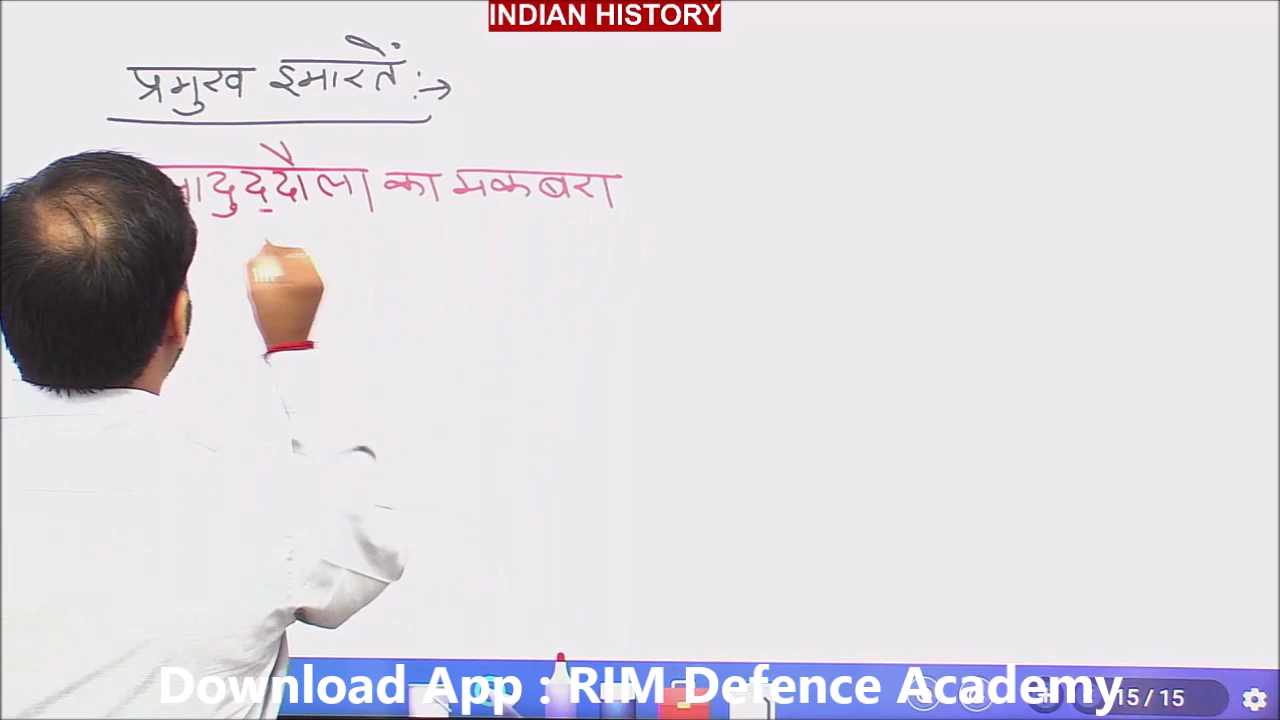 INDIAN HISTORY
प्रमुख इमारतें :→
का मकबरा
Download App : RIM Defence Academy
15 / 15